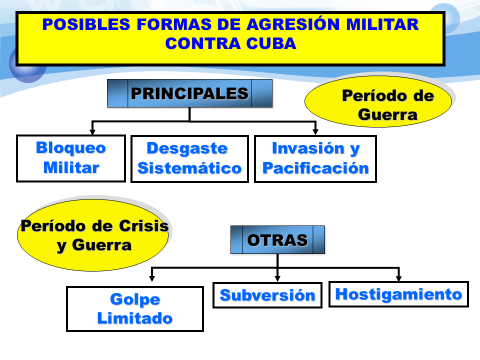 POSIBLES FORMAS DE AGRESIÓN MILITAR
CONTRA CUBA
PRINCIPALES
Período de
Guerra
Bloqueo
Militar
Desgaste
Sistemático
Invasión y
Pacificación
Período de Crisis
y Guerra
OTRAS
Golpe
Limitado
Subversión
Hostigamiento